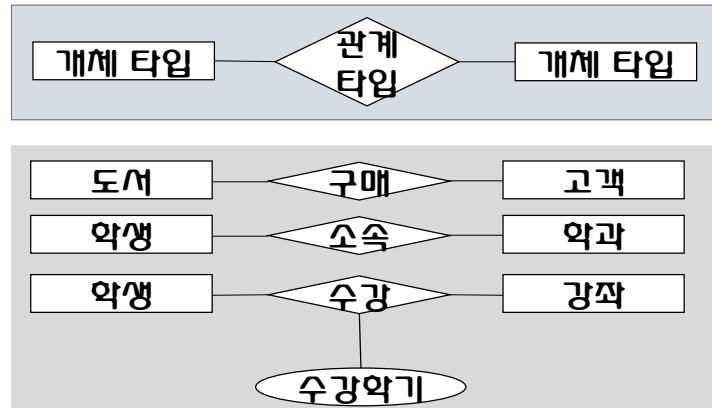 개체 타입
관계
타입
개체 타입
도서 구매 고객
학생 소속 학과
학생 수강 강좌
수강학기